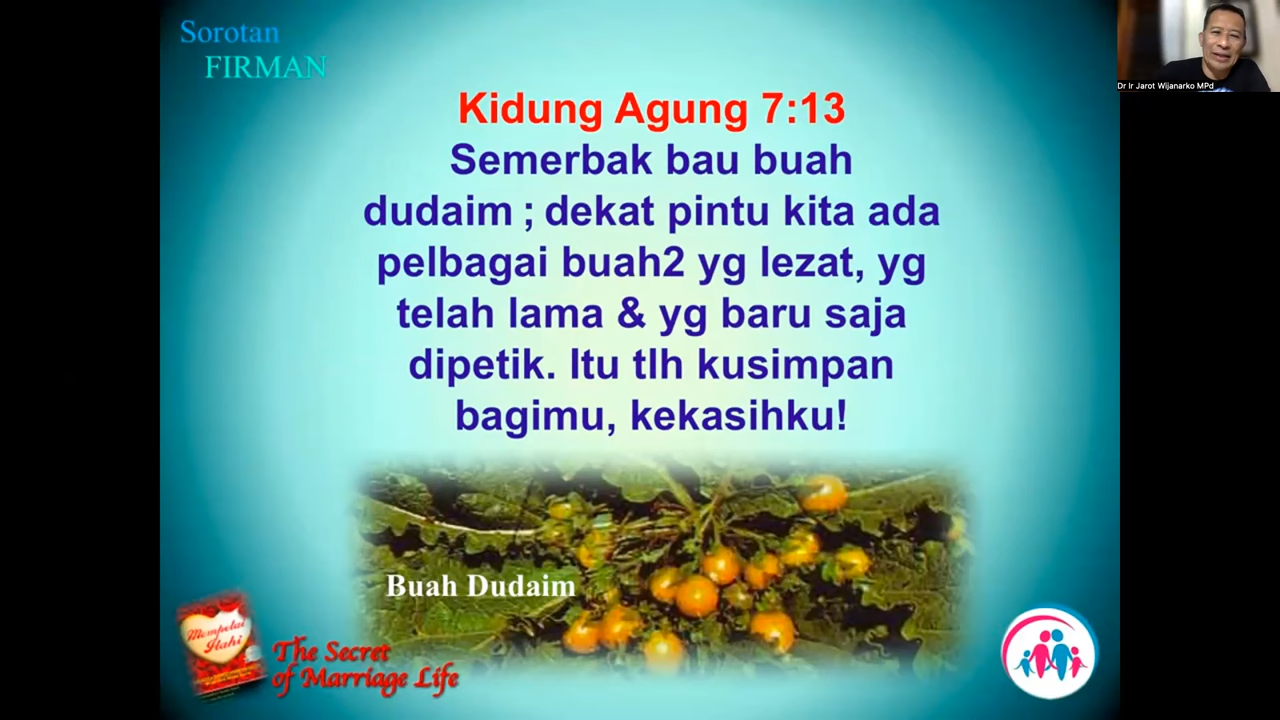 Sorotan
FIRMAN
Dr Ir Jarot Wijanarko MPd
Kidung Agung 7:13
Semerbak bau buah
dudaim ; dekat pintu kita ada
pelbagai buah2 yg lezat, yg
telah lama & yg baru saja
dipetik. Itu tlh kusimpan
bagimu, kekasihku!
Buah Dudaim
Mempelai
Ilahi
The Secret
of Marriage Life